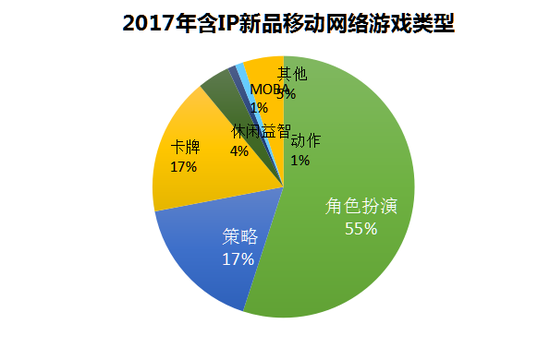 2017年含IP新品移动网络游戏类型
其他
5%
MOBA
1%
动作
1%
休闲益智
4%
卡牌
17%
策略
17%
角色扮演
55%